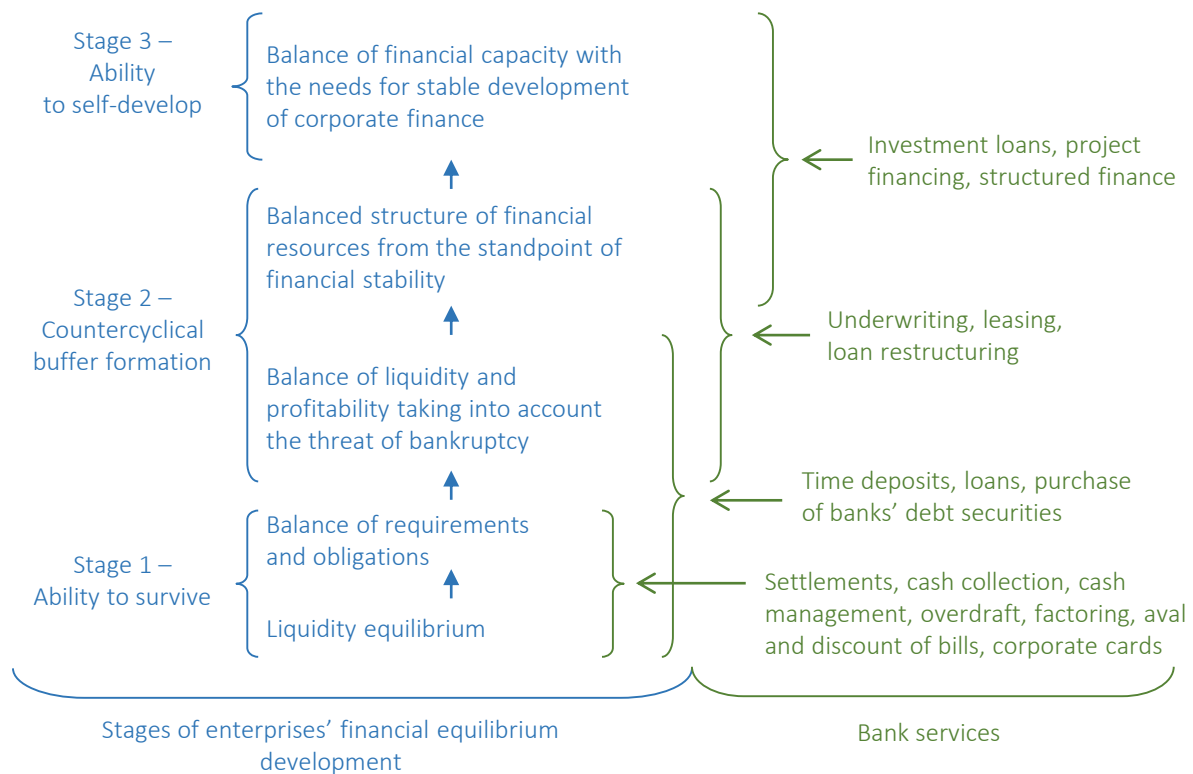 Stage 3 –
Ability
to self-develop
Balance of financial capacity with
the needs for stable development
of corporate finance
Investment loans, project
financing, structured finance
Stage 2 –
Countercyclical
buffer formation
Balanced structure of financial
resources from the standpoint of
financial stability
Balance of liquidity and
profitability taking into account
the threat of bankruptcy
Underwriting, leasing,
loan restructuring
Time deposits, loans, purchase
of banks’ debt securities
Stage 1 –
Ability to survive
Balance of requirements
and obligations
Liquidity equilibrium
Settlements, cash collection, cash
management, overdraft, factoring, aval
and discount of bills, corporate cards
Stages of enterprises’ financial equilibrium
development
Bank services